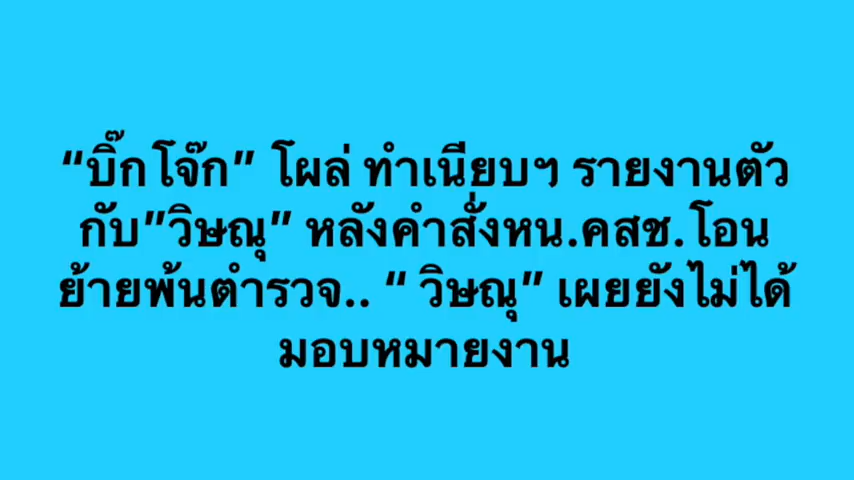 “บิ๊กโจ๊ก” โผล่ ทำเนียบฯ รายงานตัว
กับ”วิษณุ” หลังคำสั่งหน.คสช.โอน
ย้ายพ้นตำรวจ.. “ วิษณุ” เผยยังไม่ได้
มอบหมายงาน